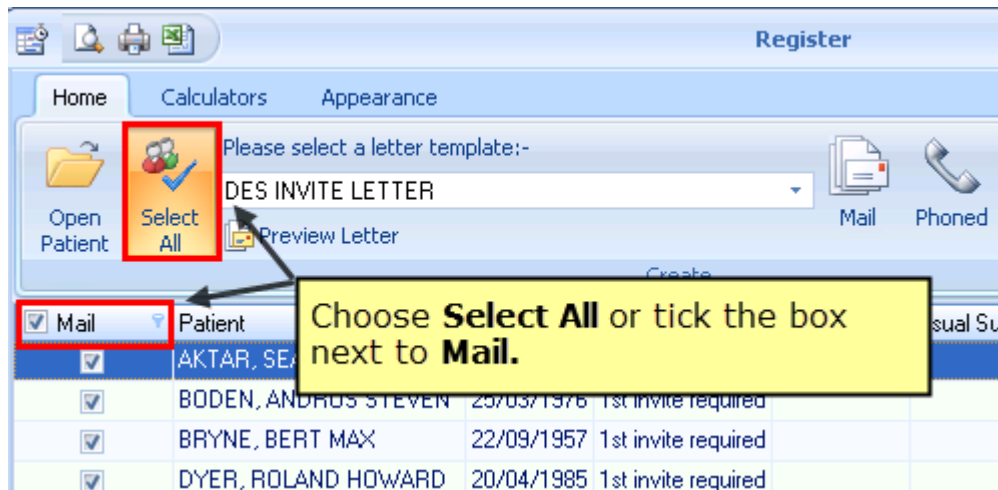 Register
Home Calculators Appearance
Please select a letter template:-
DES INVITE LETTER
Open Patient
Select All
Preview Letter
Mail
Phoned
Create
Choose Select All or tick the box
next to Mail.
Mail Patient
AKTAR,
BODEN, ANDROS STEVEN 25/03/1976 1st invite required
BRYNE, BERT MAX 22/09/1957 1st invite required
DYER, ROLAND HOWARD 20/04/1985 1st invite required